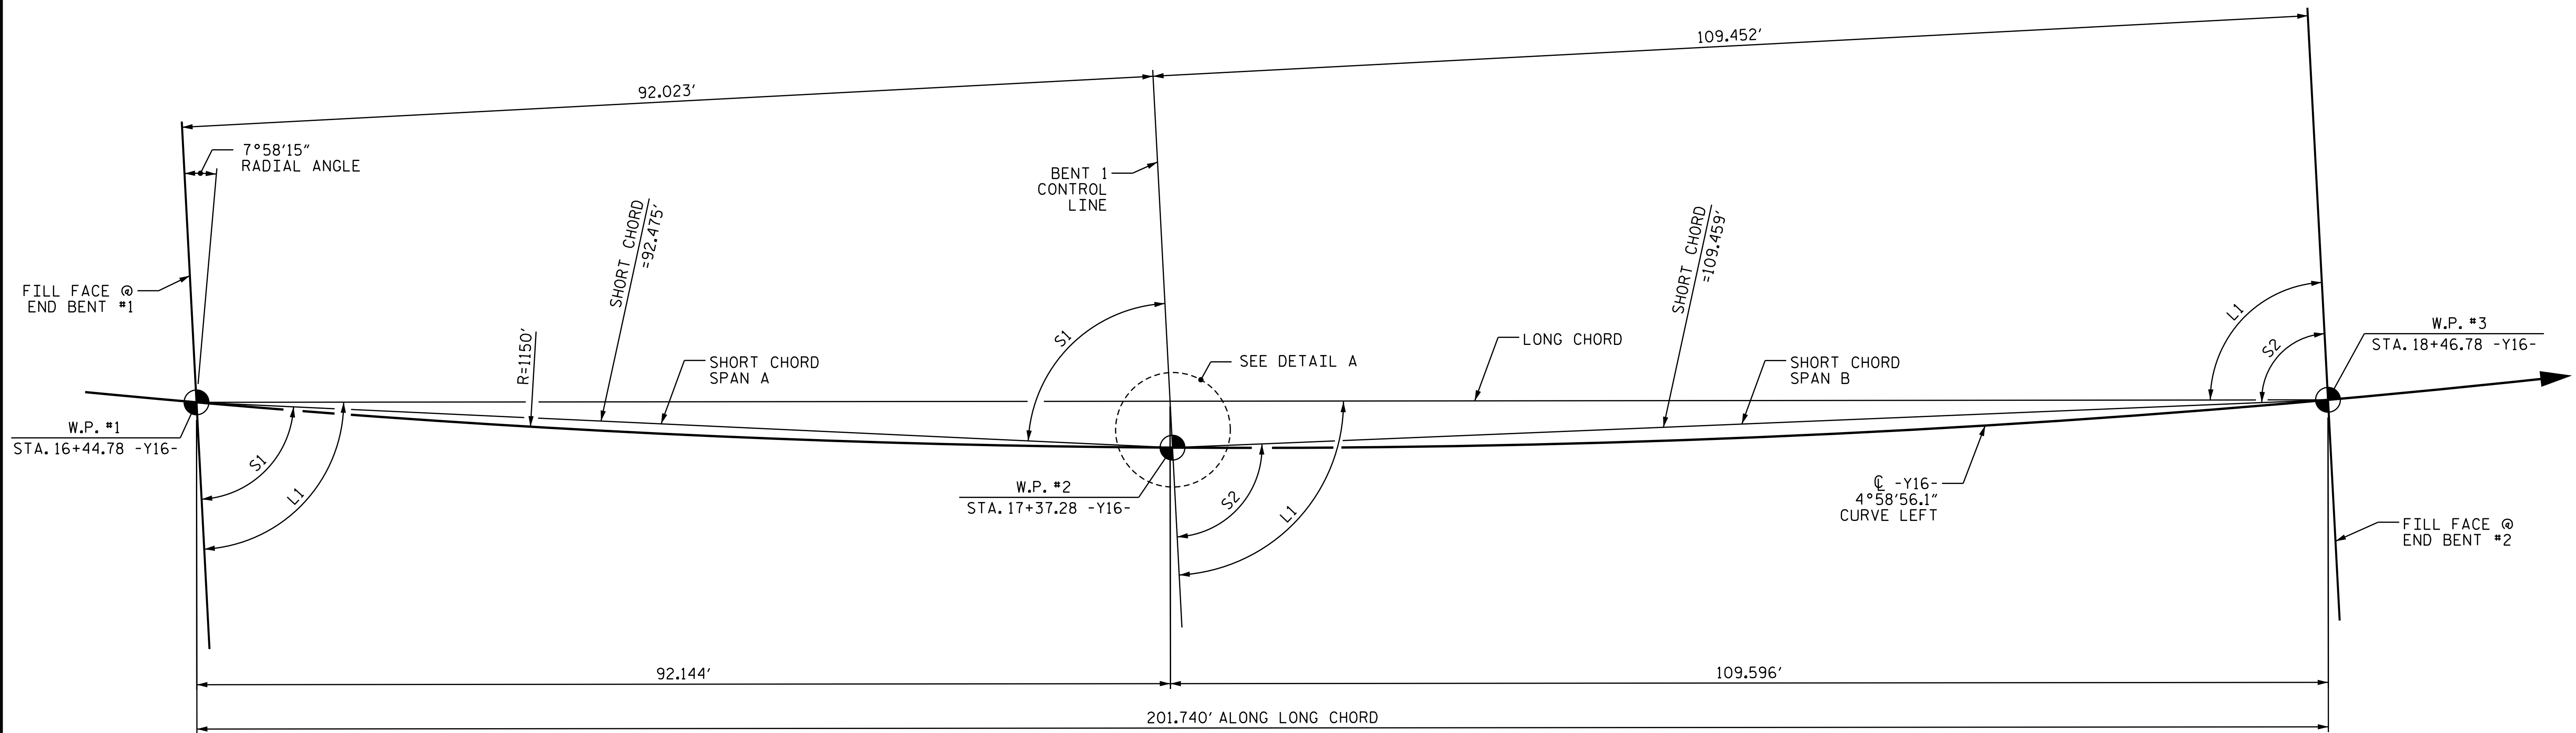 109.452'
92.023'
7°58'15"
RADIAL ANGLE
BENT 1
CONTROL
LINE
SHORT CHORD
=92.475'
SHORT CHORD
=109.459'
FILL FACE @
END BENT #1
S1
L1
S2
W.P. #3
STA. 18+46.78 -Y16-
R=1150'
SHORT CHORD
SPAN A
SEE DETAIL A
LONG CHORD
SHORT CHORD
SPAN B
W.P. #1
STA. 16+44.78 -Y16-
S1
L1
W.P. #2
STA. 17+37.28 -Y16-
S2
L1
℄ -Y16-
4°58'56.1"
CURVE LEFT
FILL FACE @
END BENT #2
92.144'
109.596'
201.740' ALONG LONG CHORD